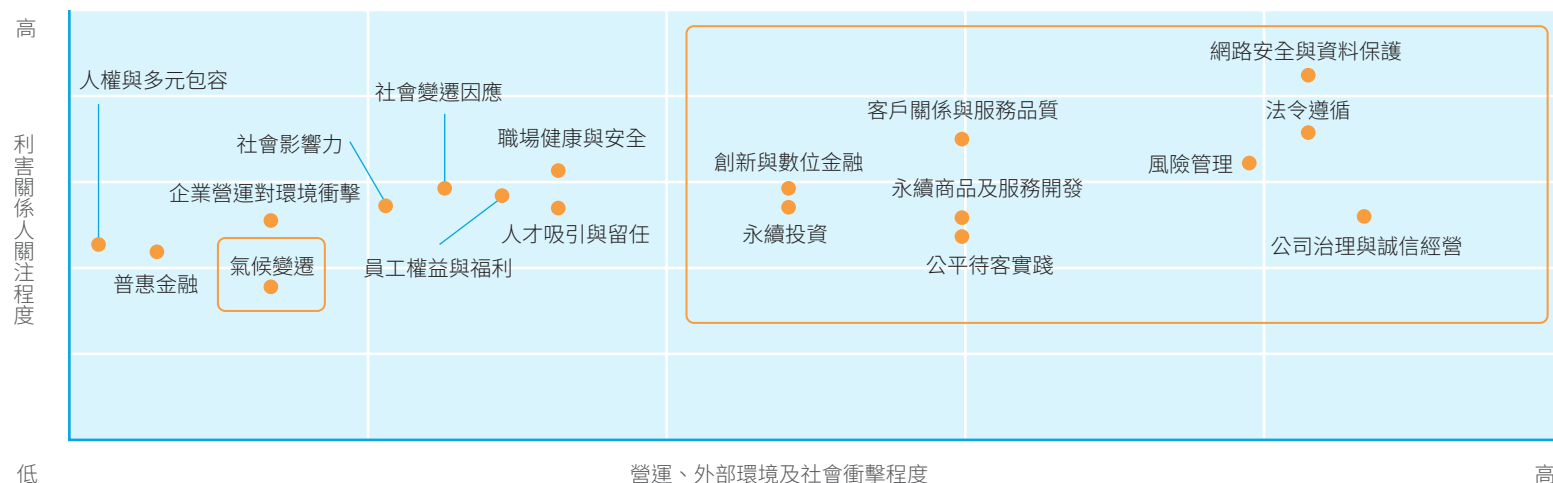 高
利害關係人關注程度
低
人權與多元包容
普惠金融
企業營運對環境衝擊
氣候變遷
社會影響力
社會變遷因應
員工權益與福利
職場健康與安全
人才吸引與留任
創新與數位金融
永續投資
客戶關係與服務品質
永續商品及服務開發
公平待客實踐
網路安全與資料保護
法令遵循
風險管理
公司治理與誠信經營
營運、外部環境及社會衝擊程度
高